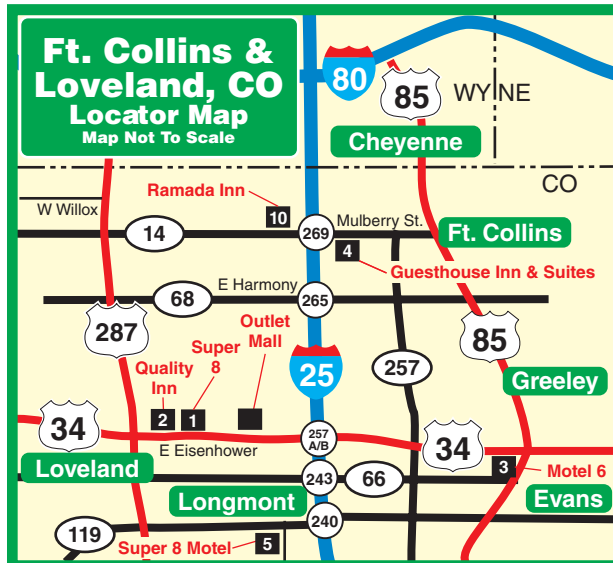 Ft. Collins &
Loveland, CO
Locator Map
Map Not To Scale
80
85
WY
NE
Cheyenne
CO
Ramada Inn
W Willox
10
Mulberry St.
14
269
Ft. Collins
4
Guesthouse Inn & Suites
E Harmony
68
265
287
Outlet
Mall
Super
8
85
Quality
Inn
25
257
Greeley
2
1
34
257
A/B
34
E Eisenhower
Loveland
243
66
3
Motel 6
Longmont
Evans
240
119
Super 8 Motel
5